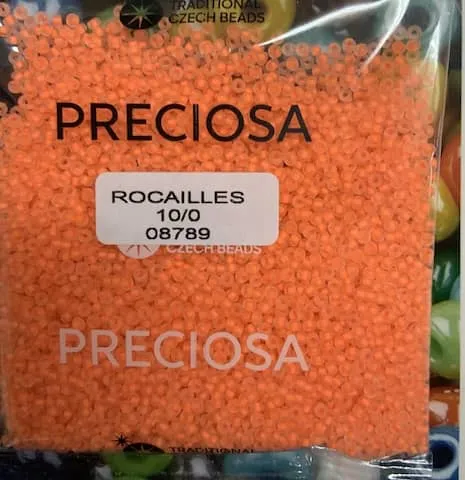 TRADITIONAL
CZECH BEADS
PRECIOSA
ROCAILLES
10/0
08789
CZECH BEADS
PRECIOSA
TRADITIONAL